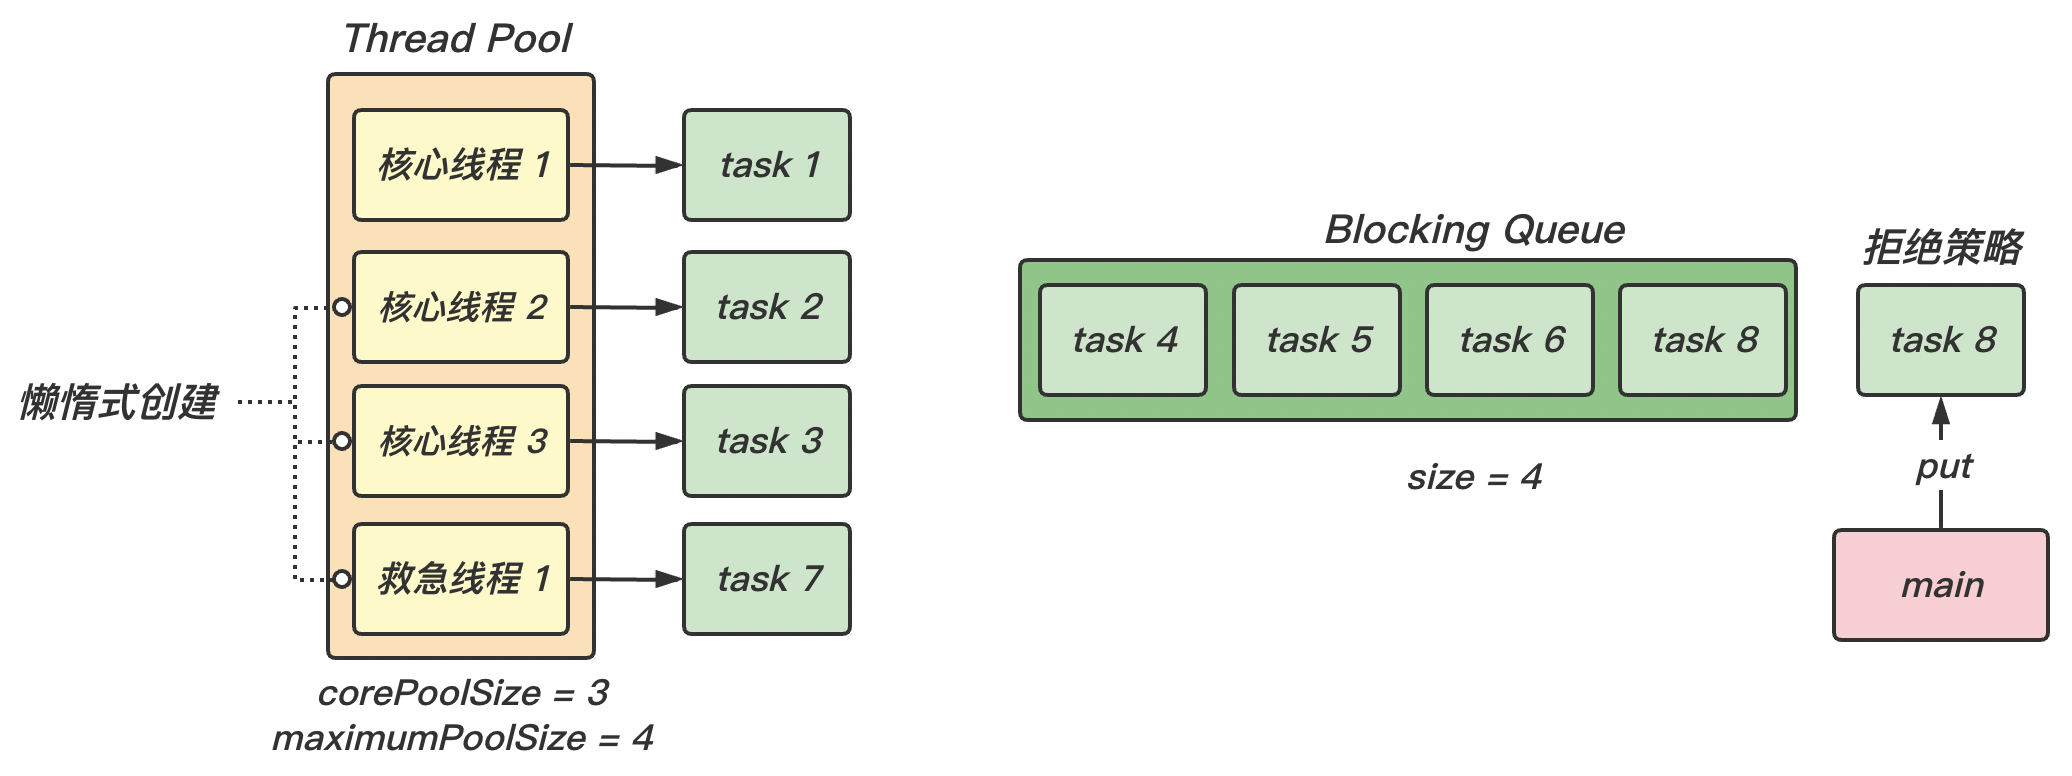 Thread Pool
核心线程 1
task 1
核心线程 2
task 2
懒惰式创建
核心线程 3
task 3
救急线程 1
task 7
corePoolSize = 3
maximumPoolSize = 4
Blocking Queue
task 4
task 5
task 6
task 8
size = 4
拒绝策略
task 8
put
main